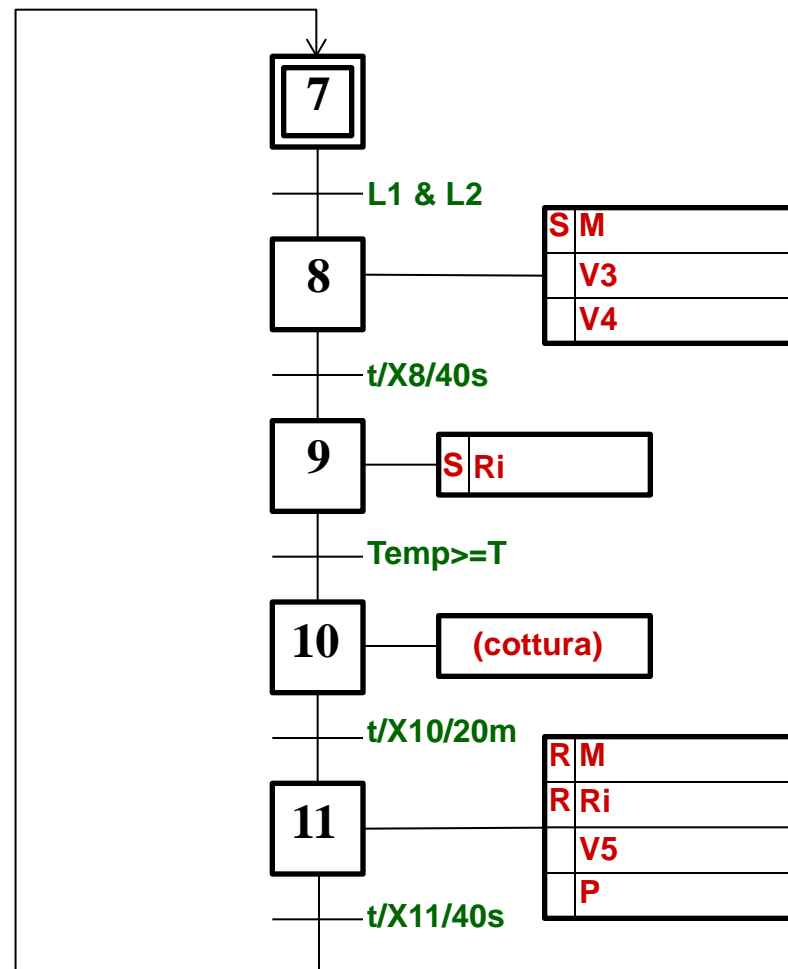 7
L1 & L2
S M
8
V3
V4
t/X8/40s
9
S Ri
Temp>=T
10
(cottura)
t/X10/20m
R M
R Ri
11
V5
P
t/X11/40s